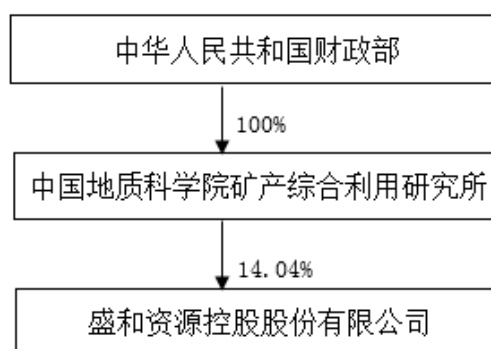 中华人民共和国财政部
100%
中国地质科学院矿产综合利用研究所
14.04%
盛和资源控股股份有限公司